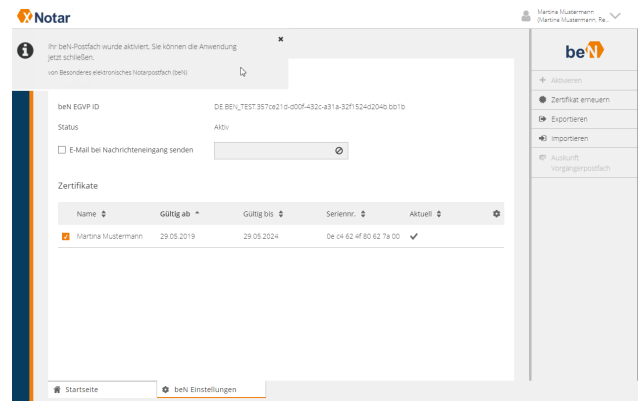 XNotar
Martina Mustermann
(Martina Mustermann, Re...
Ihr beN-Postfach wurde aktiviert. Sie können die Anwendung
jetzt schließen.
von Besonderes elektronisches Notarpostfach (beN)
beN
Aktivieren
Zertifikat erneuern
Exportieren
Importieren
Auskunft
Vorgängerpostfach
beN EGVP ID DE.BEN_TEST.357ce21d-d00f-432c-a31a-32f1524d204b.bb1b
Status Aktiv
E-Mail bei Nachrichteneingang senden
Zertifikate
Name Gültig ab Gültig bis Seriennr. Aktuell
Martina Mustermann 29.05.2019 29.05.2024 0e c4 62 4f 80 62 7a 00
Startseite beN Einstellungen